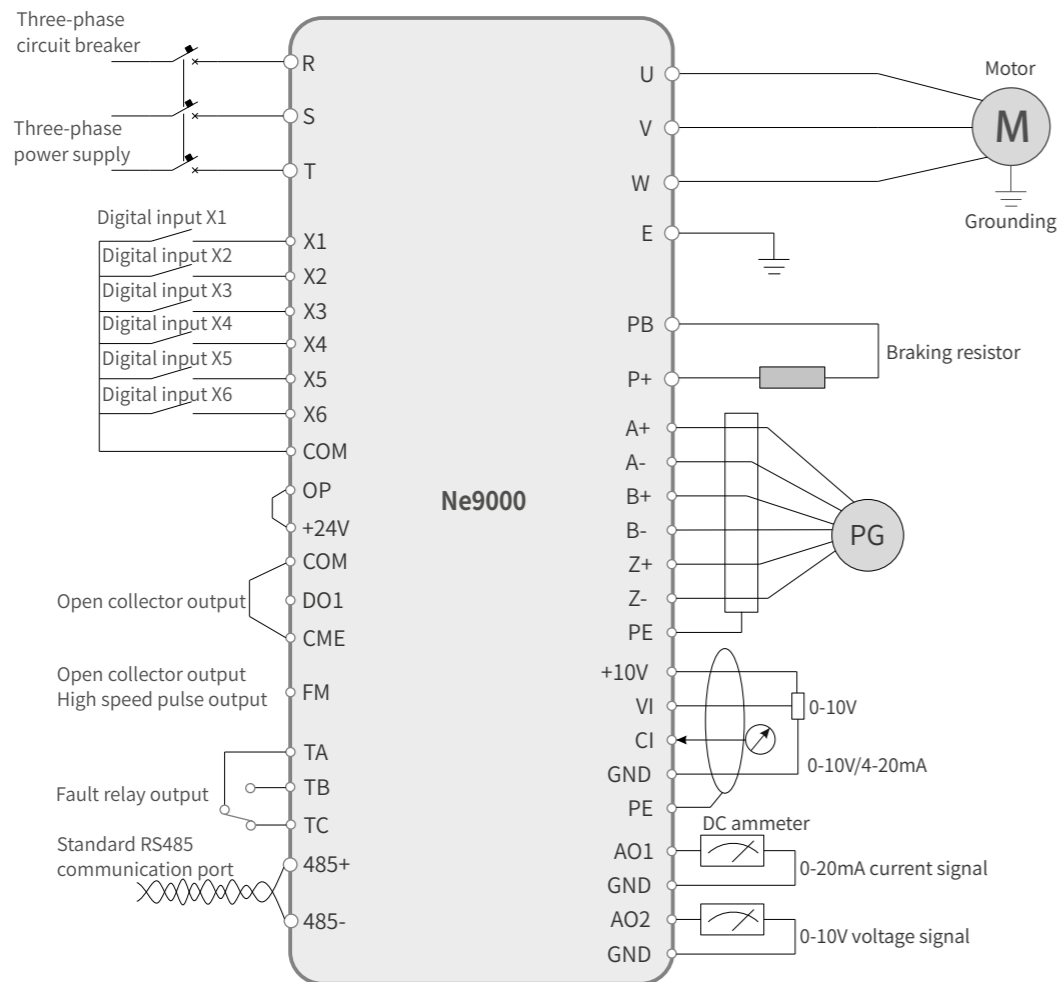 Three-phase
circuit breaker
R
S
Three-phase
power supply
T
Digital input X1
X1
Digital input X2
X2
Digital input X3
X3
Digital input X4
X4
Digital input X5
X5
Digital input X6
X6
COM
OP
+24V
COM
Open collector output
DO1
CME
Open collector output
High speed pulse output
FM
TA
TB
Fault relay output
TC
Standard RS485
communication port
485+
485-
Ne9000
U
Motor
M
V
W
Grounding
E
PB
Braking resistor
P+
A+
A-
B+
B-
PG
Z+
Z-
PE
+10V
VI
0-10V
CI
0-10V/4-20mA
GND
PE
DC ammeter
AO1
0-20mA current signal
GND
AO2
0-10V voltage signal
GND